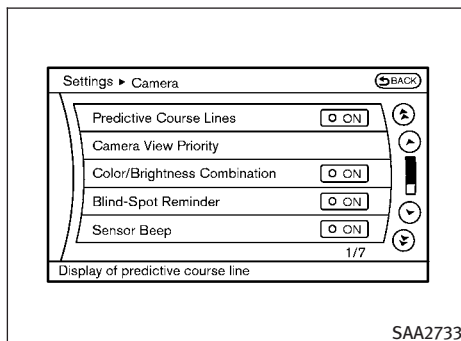 Settings ▸ Camera
BACK
Predictive Course Lines ON
Camera View Priority
Color/Brightness Combination ON
Blind-Spot Reminder ON
Sensor Beep ON
1/7
Display of predictive course line
SAA2733